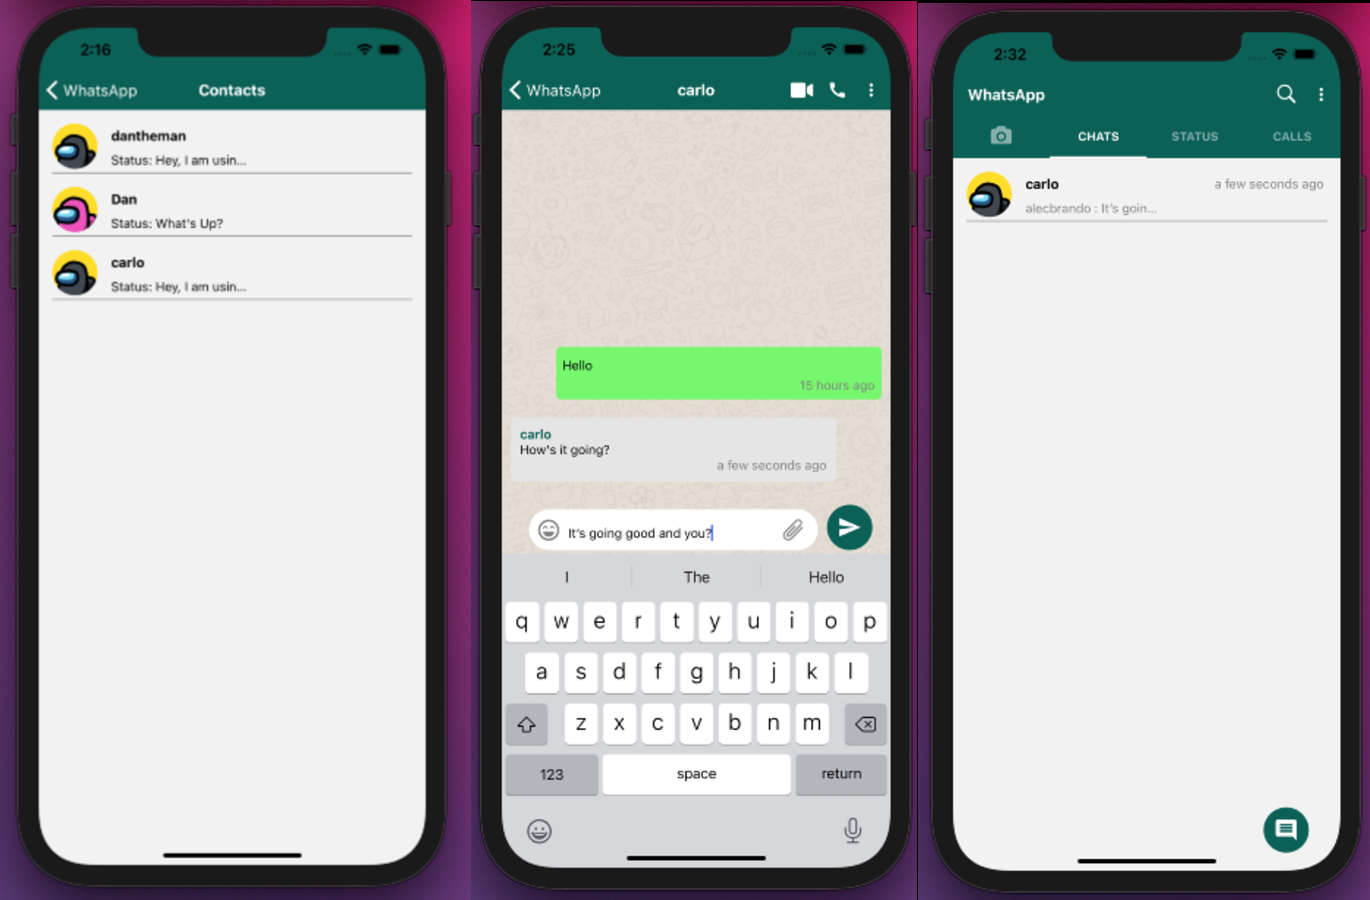 2:16
WhatsApp Contacts
dantheman
Status: Hey, I am usin...
Dan
Status: What's Up?
carlo
Status: Hey, I am usin...
2:25
WhatsApp carlo
Hello
15 hours ago
carlo
How's it going?
a few seconds ago
It's going good and you?
I The Hello
q w e r t y u i o p
a s d f g h j k l
z x c v b n m
123 space return
2:32
WhatsApp
CHATS STATUS CALLS
carlo a few seconds ago
alecbrando : It's goin...